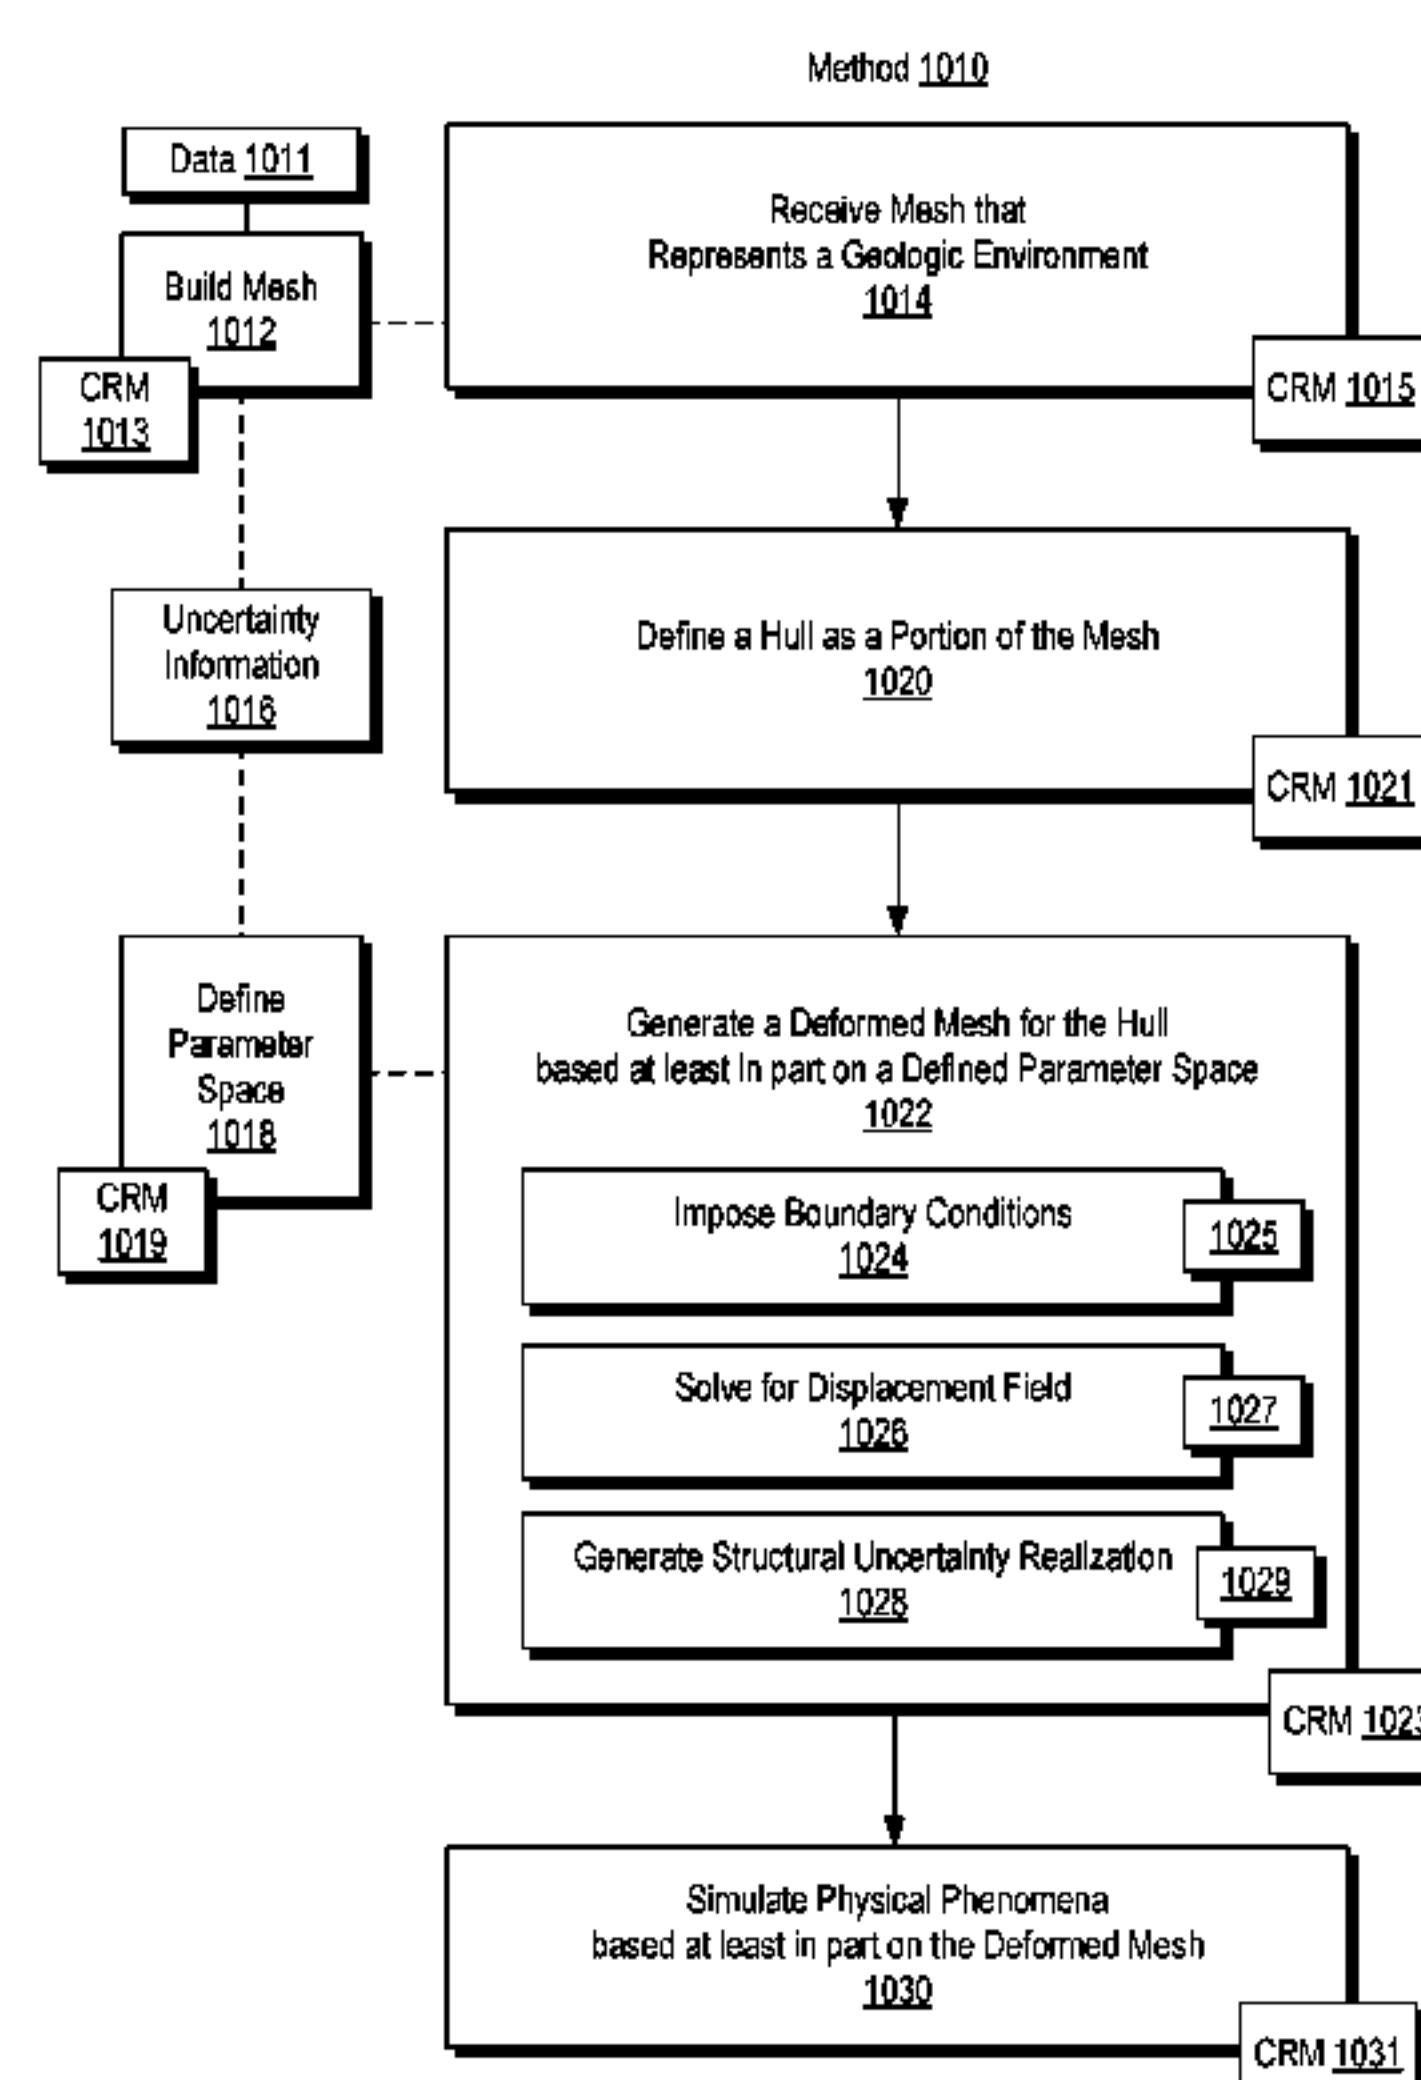 Method 1010
Data 1011
Build Mesh
1012
CRM
1013
Receive Mesh that
Represents a Geologic Environment
1014
CRM 1015
Uncertainty
Information
1016
Define a Hull as a Portion of the Mesh
1020
CRM 1021
Define
Parameter
Space
1018
CRM
1019
Generate a Deformed Mesh for the Hull
based at least in part on a Defined Parameter Space
1022
Impose Boundary Conditions
1024
1025
Solve for Displacement Field
1026
1027
Generate Structural Uncertainty Realization
1028
1029
CRM 1023
Simulate Physical Phenomena
based at least in part on the Deformed Mesh
1030
CRM 1031